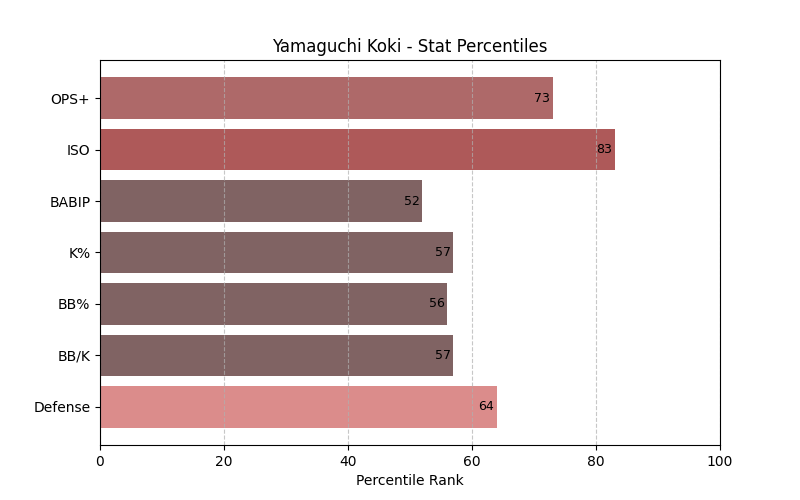 Yamaguchi Koki - Stat Percentiles
OPS+ 73
ISO 83
BABIP 52
K% 57
BB% 56
BB/K 57
Defense 64
0 20 40 60 80 100
Percentile Rank